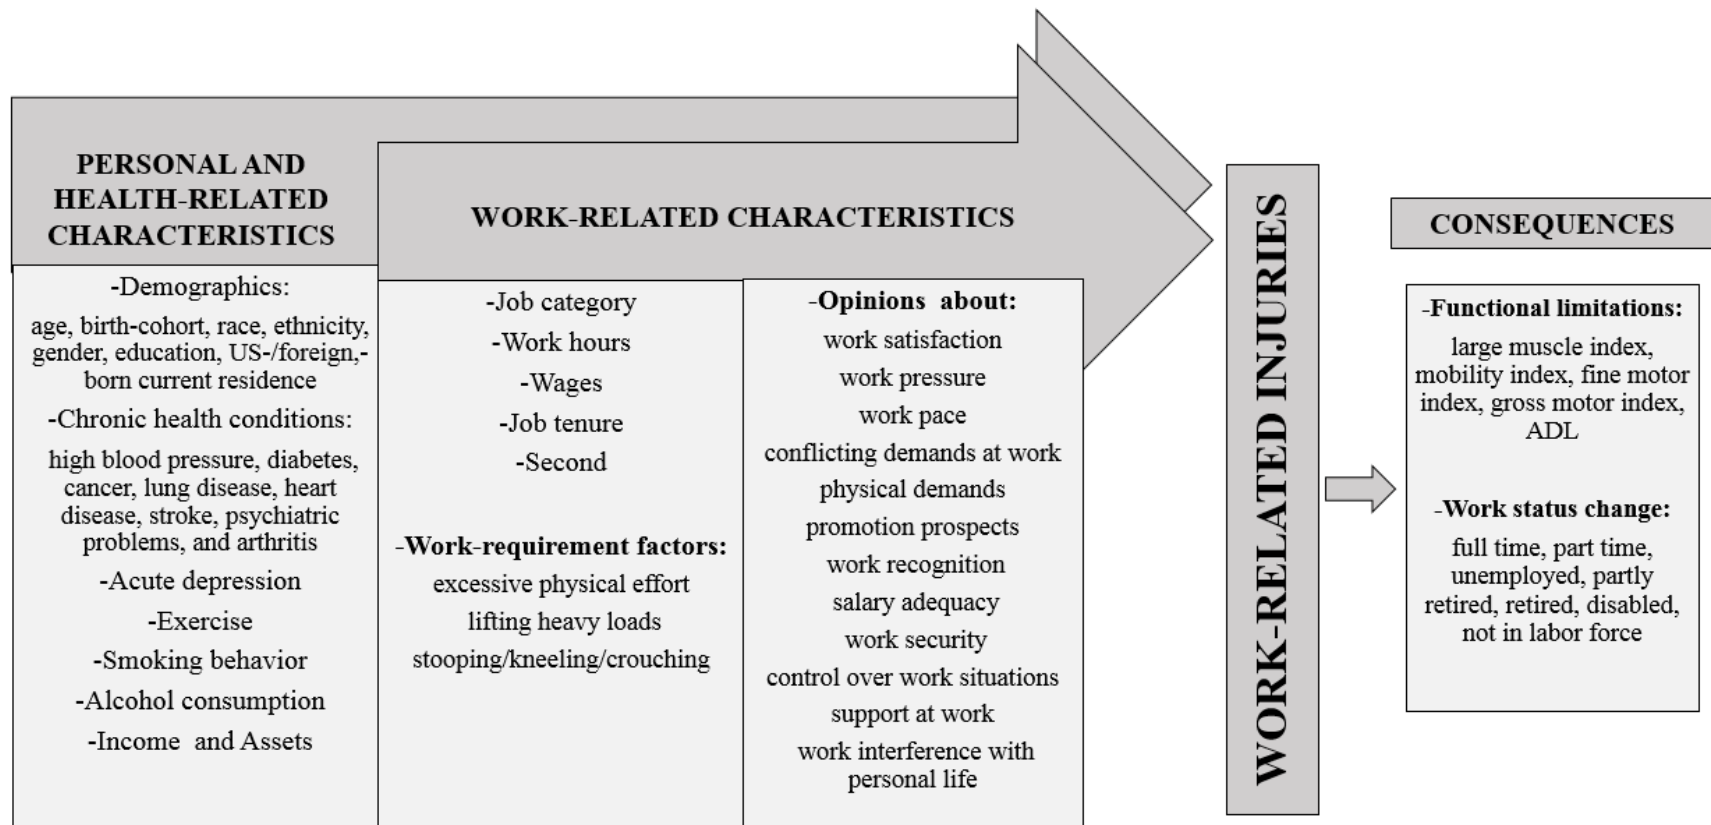 PERSONAL AND
HEALTH-RELATED
CHARACTERISTICS
-Demographics:
age, birth-cohort, race, ethnicity,
gender, education, US-/foreign,-
born current residence
-Chronic health conditions:
high blood pressure, diabetes,
cancer, lung disease, heart
disease, stroke, psychiatric
problems, and arthritis
-Acute depression
-Exercise
-Smoking behavior
-Alcohol consumption
-Income and Assets
WORK-RELATED CHARACTERISTICS
-Job category
-Work hours
-Wages
-Job tenure
-Second
-Work-requirement factors:
excessive physical effort
lifting heavy loads
stooping/kneeling/crouching
-Opinions about:
work satisfaction
work pressure
work pace
conflicting demands at work
physical demands
promotion prospects
work recognition
salary adequacy
work security
control over work situations
support at work
work interference with
personal life
WORK-RELATED INJURIES
CONSEQUENCES
-Functional limitations:
large muscle index,
mobility index, fine motor
index, gross motor index,
ADL
-Work status change:
full time, part time,
unemployed, partly
retired, retired, disabled,
not in labor force